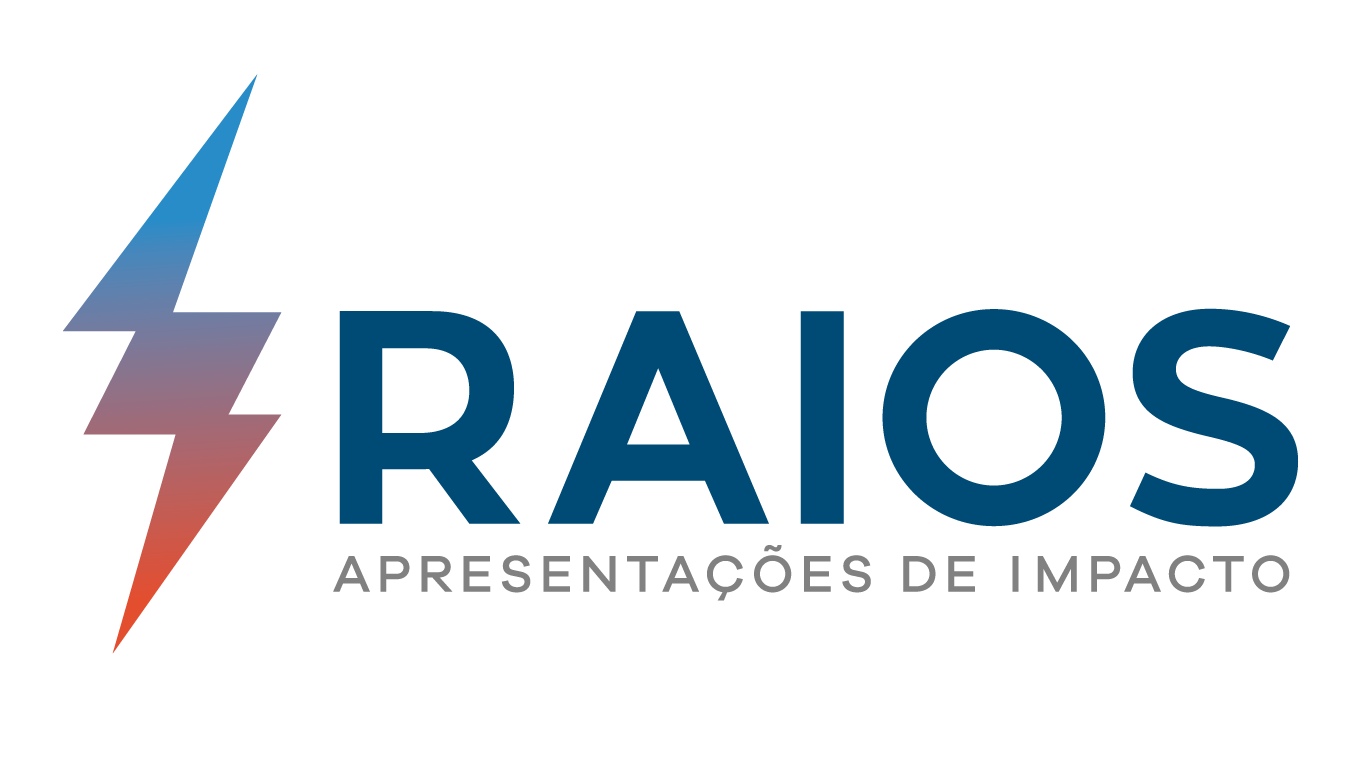 RAIOS
APRESENTAÇÕES DE IMPACTO